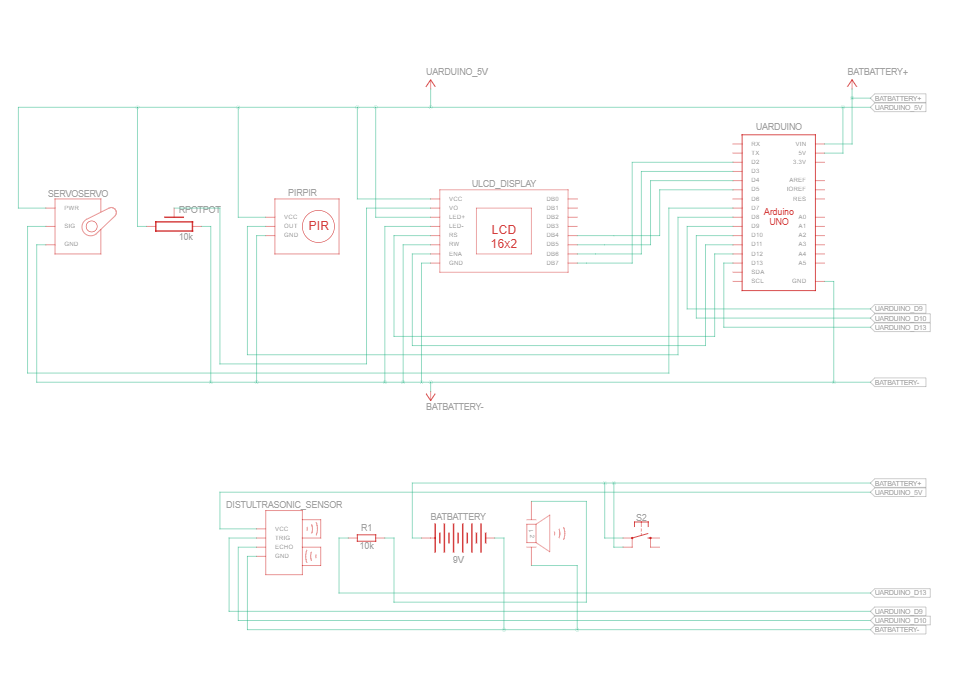 UARDUINO_5V
BATBATTERY+
BATBATTERY+
UARDUINO_5V
UARDUINO
RX
TX
D2
D3
D4
D5
D6
D7
D8
D9
D10
D11
D12
D13
SDA
SCL
VIN
5V
3.3V
AREF
IOREF
RES
A0
A1
A2
A3
A4
A5
GND
Arduino
UNO
SERVOSERVO
PWR
SIG
GND
RPOTPOT
10k
PIRPIR
VCC
OUT
GND
PIR
ULCD_DISPLAY
VCC
VO
LED+
LED-
RS
RW
ENA
GND
DB0
DB1
DB2
DB3
DB4
DB5
DB6
DB7
LCD
16x2
UARDUINO_D9
UARDUINO_D10
UARDUINO_D13
BATBATTERY-
BATBATTERY-
BATBATTERY+
UARDUINO_5V
DISTULTRASONIC_SENSOR
VCC
TRIG
ECHO
GND
R1
10k
BATBATTERY
9V
1
2
S2
UARDUINO_D13
UARDUINO_D9
UARDUINO_D10
BATBATTERY-